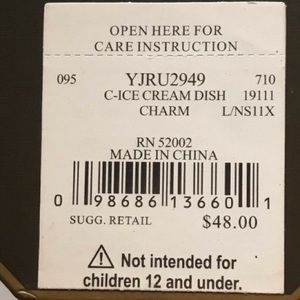 OPEN HERE FOR
CARE INSTRUCTION
095 YJRU2949 710
C-ICE CREAM DISH 19111
CHARM L/NS11X
RN 52002
MADE IN CHINA
0 98686 13660 1
SUGG. RETAIL $48.00
Not intended for
children 12 and under.